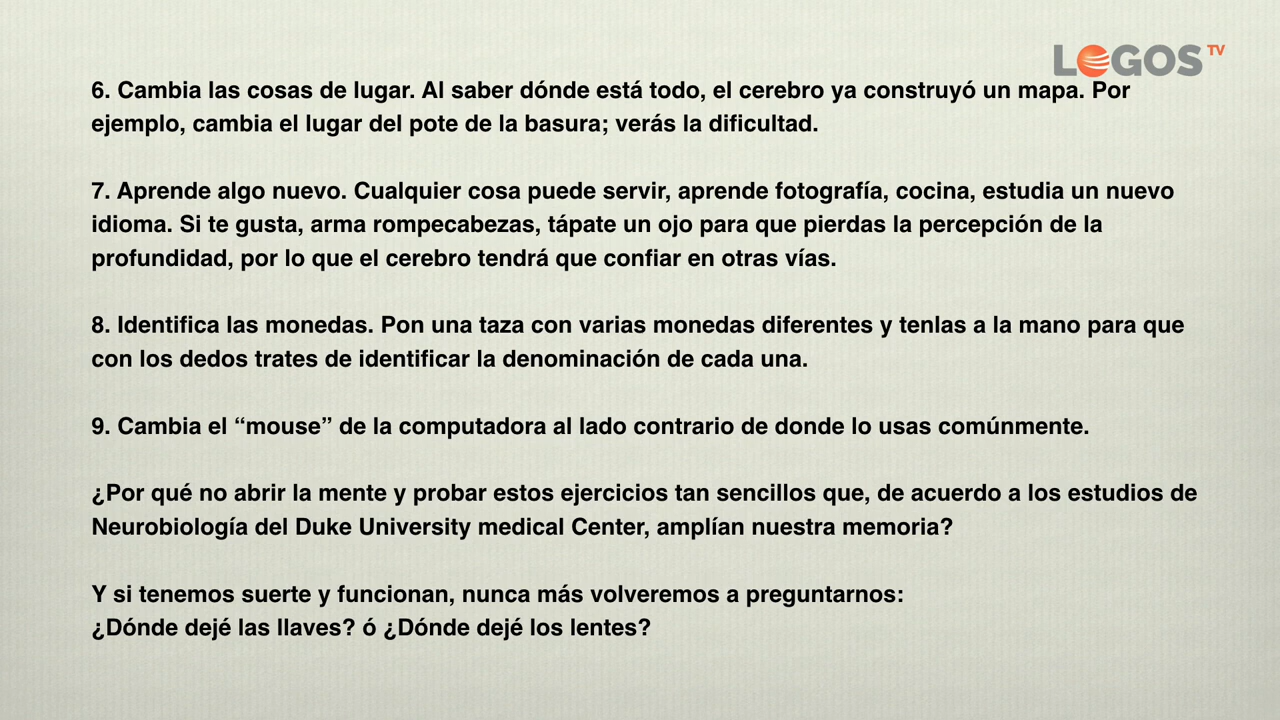 LOGOS TV
6. Cambia las cosas de lugar. Al saber dónde está todo, el cerebro ya construyó un mapa. Por
ejemplo, cambia el lugar del pote de la basura; verás la dificultad.
7. Aprende algo nuevo. Cualquier cosa puede servir, aprende fotografía, cocina, estudia un nuevo
idioma. Si te gusta, arma rompecabezas, tápate un ojo para que pierdas la percepción de la
profundidad, por lo que el cerebro tendrá que confiar en otras vías.
8. Identifica las monedas. Pon una taza con varias monedas diferentes y tenlas a la mano para que
con los dedos trates de identificar la denominación de cada una.
9. Cambia el “mouse” de la computadora al lado contrario de donde lo usas comúnmente.
¿Por qué no abrir la mente y probar estos ejercicios tan sencillos que, de acuerdo a los estudios de
Neurobiología del Duke University medical Center, amplían nuestra memoria?
Y si tenemos suerte y funcionan, nunca más volveremos a preguntarnos:
¿Dónde dejé las llaves? ó ¿Dónde dejé los lentes?